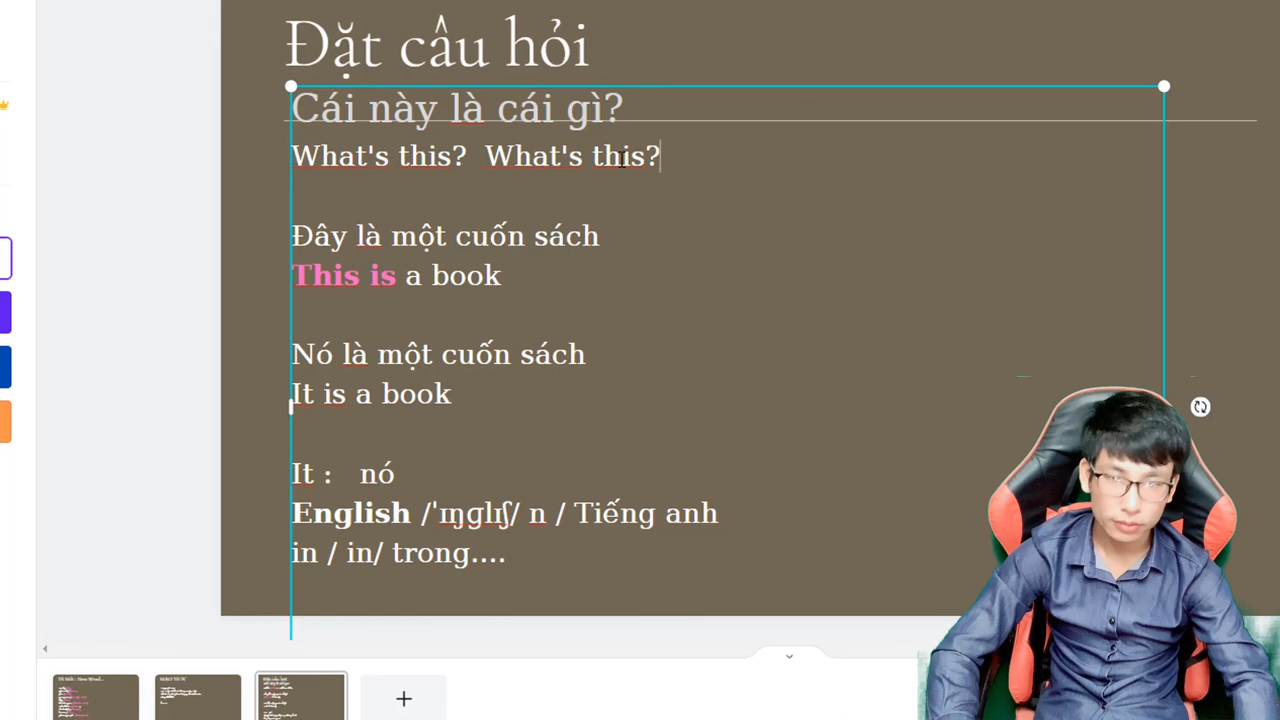 Đặt câu hỏi
Cái này là cái gì?
What's this?  What's this?
Đây là một cuốn sách
This is a book
Nó là một cuốn sách
It is a book
It :   nó
English /ˈɪŋglɪʃ/ n / Tiếng anh
in / in/ trong....